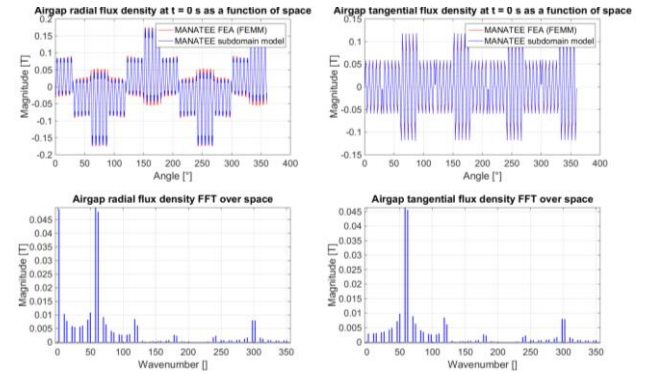 Airgap radial flux density at t = 0 s as a function of space
0.2
0.15
0.1
0.05
0
-0.05
-0.1
-0.15
-0.2
Magnitude [T]
MANATEE FEA (FEMM)
MANATEE subdomain model
0 50 100 150 200 250 300 350 400
Angle [°]
Airgap tangential flux density at t = 0 s as a function of space
0.15
0.1
0.05
0
-0.05
-0.1
-0.15
Magnitude [T]
MANATEE FEA (FEMM)
MANATEE subdomain model
0 50 100 150 200 250 300 350 400
Angle [°]
Airgap radial flux density FFT over space
0.045
0.04
0.035
0.03
0.025
0.02
0.015
0.01
0.005
0
Magnitude [T]
0 50 100 150 200 250 300 350
Wavenumber []
Airgap tangential flux density FFT over space
0.045
0.04
0.035
0.03
0.025
0.02
0.015
0.01
0.005
0
Magnitude [T]
0 50 100 150 200 250 300 350
Wavenumber []